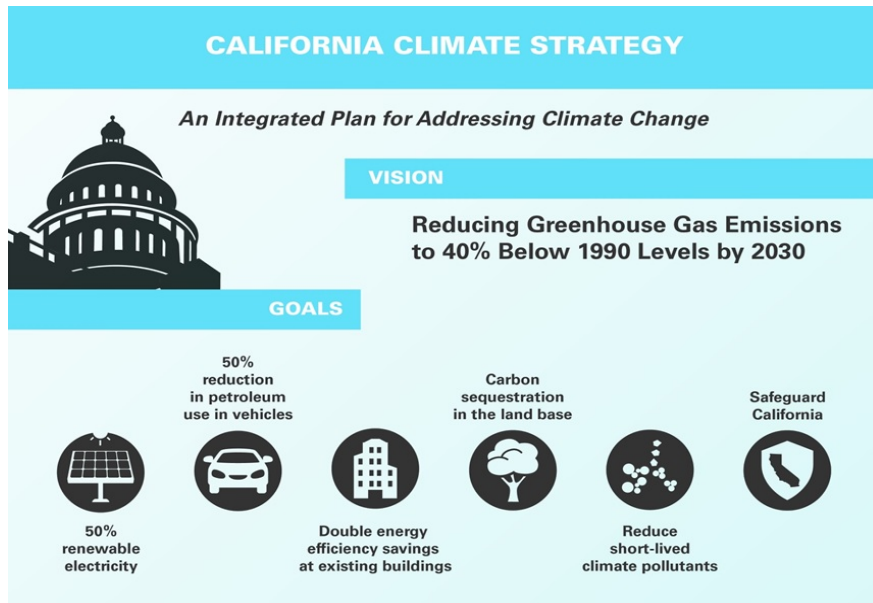 CALIFORNIA CLIMATE STRATEGY
An Integrated Plan for Addressing Climate Change
VISION
Reducing Greenhouse Gas Emissions
to 40% Below 1990 Levels by 2030
GOALS
50%
renewable
electricity
50%
reduction
in petroleum
use in vehicles
Double energy
efficiency savings
at existing buildings
Carbon
sequestration
in the land base
Reduce
short-lived
climate pollutants
Safeguard
California